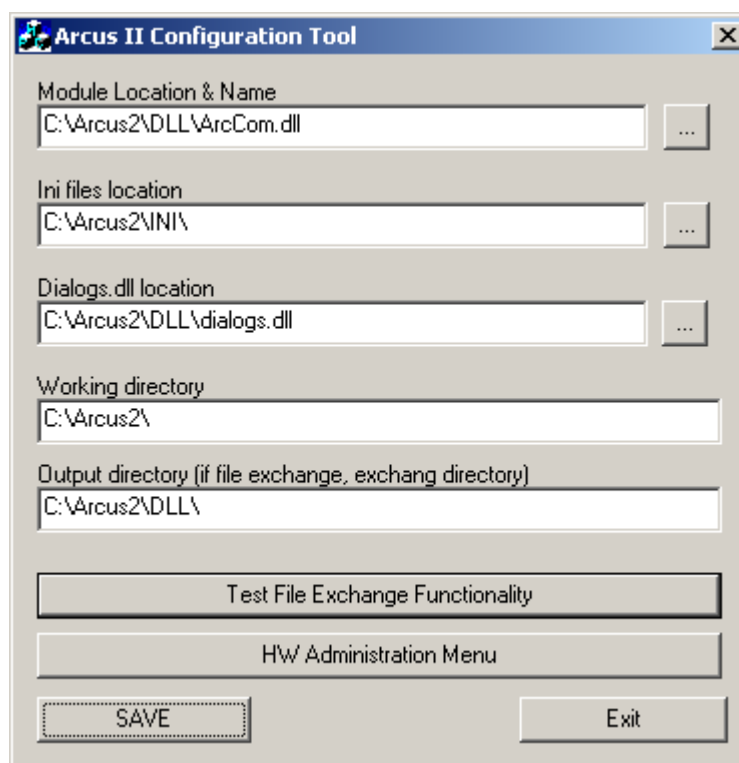 Arcus II Configuration Tool
Module Location & Name
C:\Arcus2\DLL\ArcCom.dll
...
Ini files location
C:\Arcus2\INI\
...
Dialogs.dll location
C:\Arcus2\DLL\dialogs.dll
...
Working directory
C:\Arcus2\
Output directory (if file exchange, exchang directory)
C:\Arcus2\DLL\
Test File Exchange Functionality
HW Administration Menu
SAVE
Exit